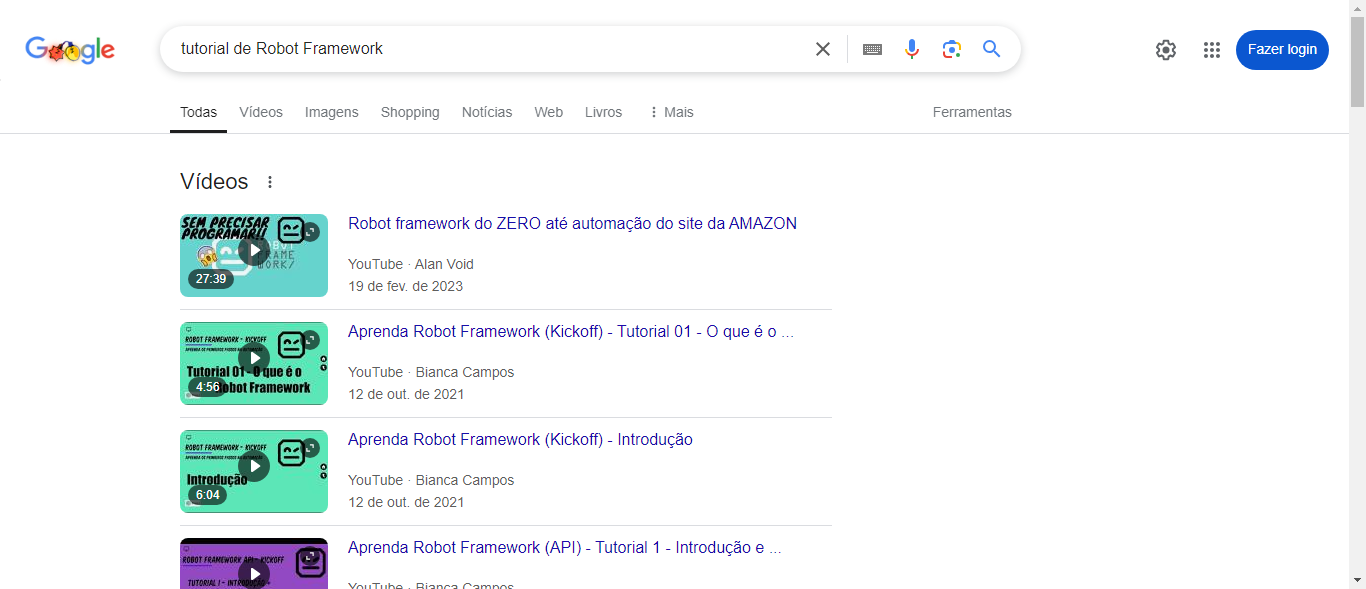 Google
tutorial de Robot Framework
Fazer login
Todas Vídeos Imagens Shopping Notícias Web Livros Mais Ferramentas
Vídeos
SEM PRECISAR
PROGRAMAR!!
ROBOT
FRAME
WORK/
27:39
Robot framework do ZERO até automação do site da AMAZON
YouTube · Alan Void
19 de fev. de 2023
ROBOT FRAMEWORK - KICKOFF
Tutorial 01 - O que é o
Robot Framework
4:56
Aprenda Robot Framework (Kickoff) - Tutorial 01 - O que é o ...
YouTube · Bianca Campos
12 de out. de 2021
ROBOT FRAMEWORK - KICKOFF
Introdução
6:04
Aprenda Robot Framework (Kickoff) - Introdução
YouTube · Bianca Campos
12 de out. de 2021
ROBOT FRAMEWORK API - KICKOFF
TUTORIAL 1 - INTRODUÇÃO
Aprenda Robot Framework (API) - Tutorial 1 - Introdução e ...
YouTube · Bianca Campos